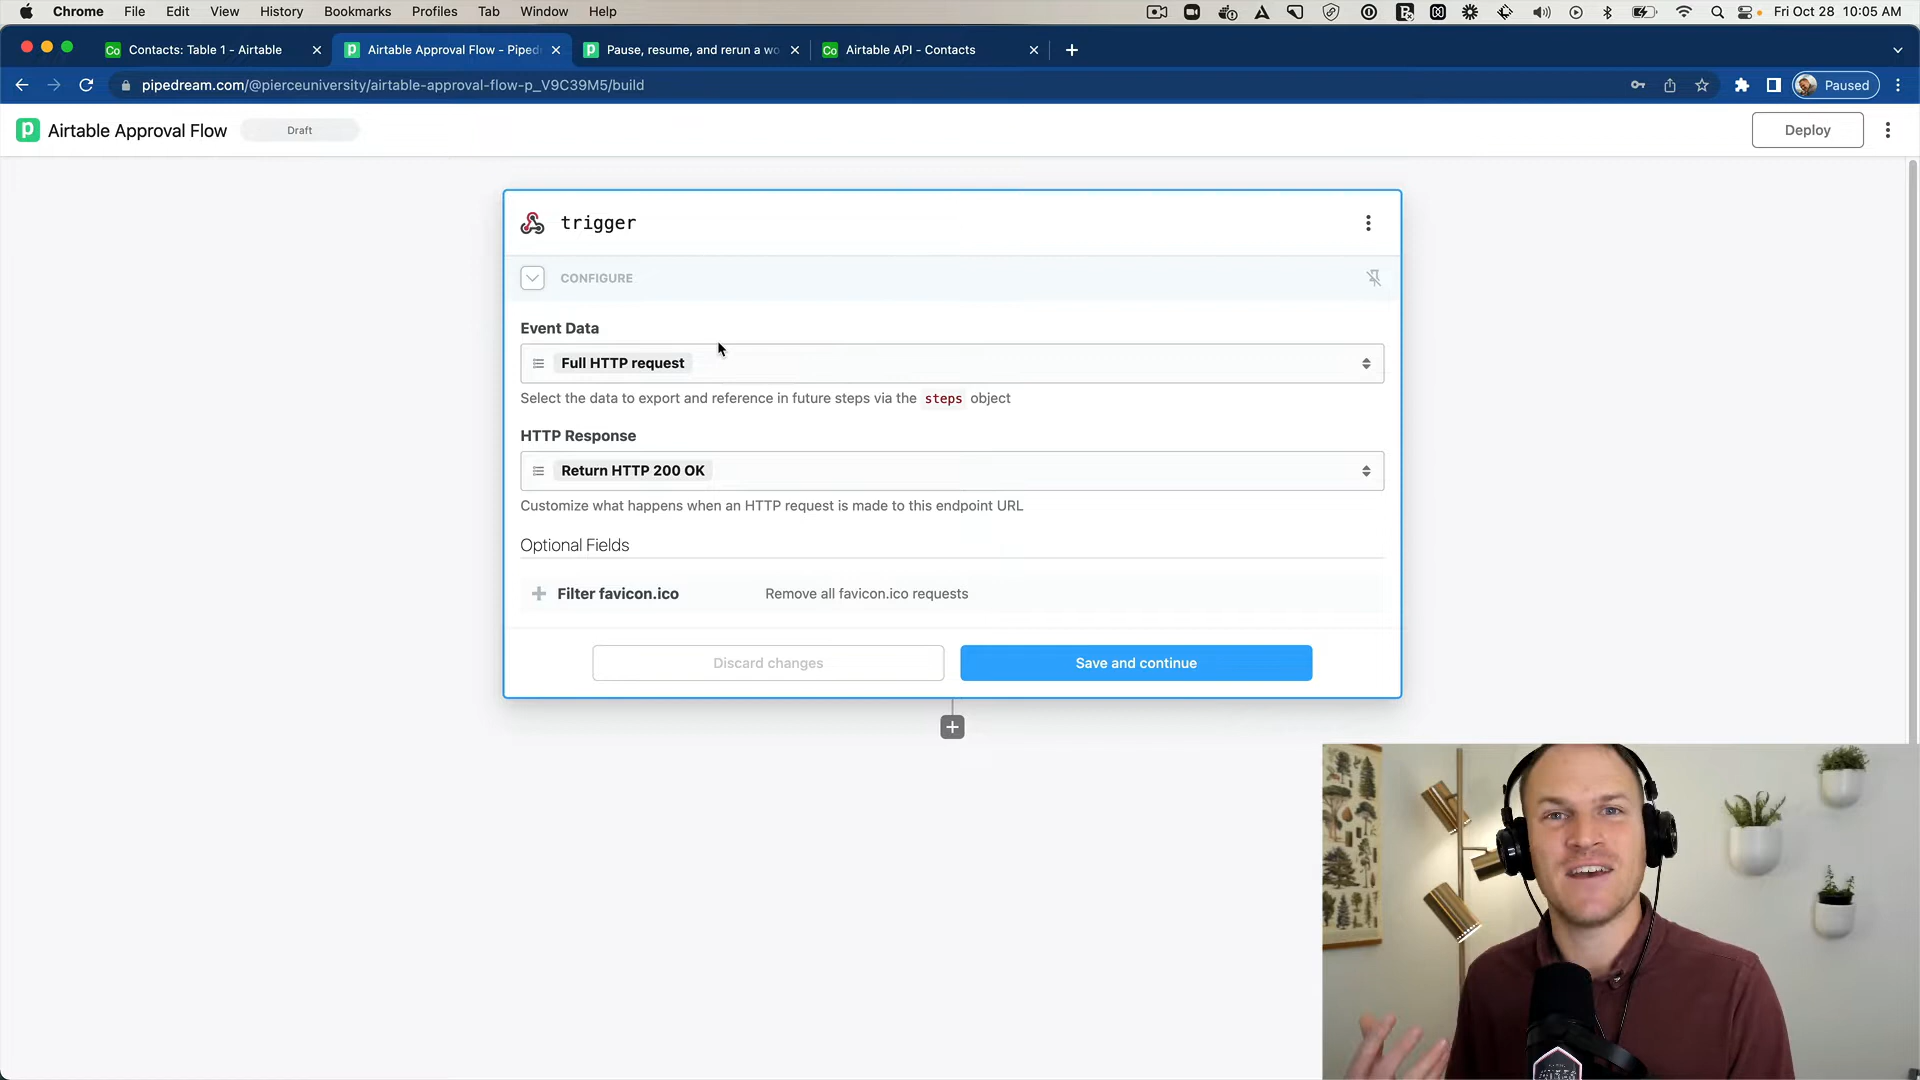 Chrome File Edit View History Bookmarks Profiles Tab Window Help Fri Oct 28 10:05 AM
Co Contacts: Table 1 - Airtable Airtable Approval Flow - Piped Pause, resume, and rerun a wo Co Airtable API - Contacts
pipedream.com/@pierceuniversity/airtable-approval-flow-p_V9C39M5/build Paused
p Airtable Approval Flow Draft Deploy
trigger
CONFIGURE
Event Data
Full HTTP request
Select the data to export and reference in future steps via the steps object
HTTP Response
Return HTTP 200 OK
Customize what happens when an HTTP request is made to this endpoint URL
Optional Fields
Filter favicon.ico Remove all favicon.ico requests
Discard changes Save and continue